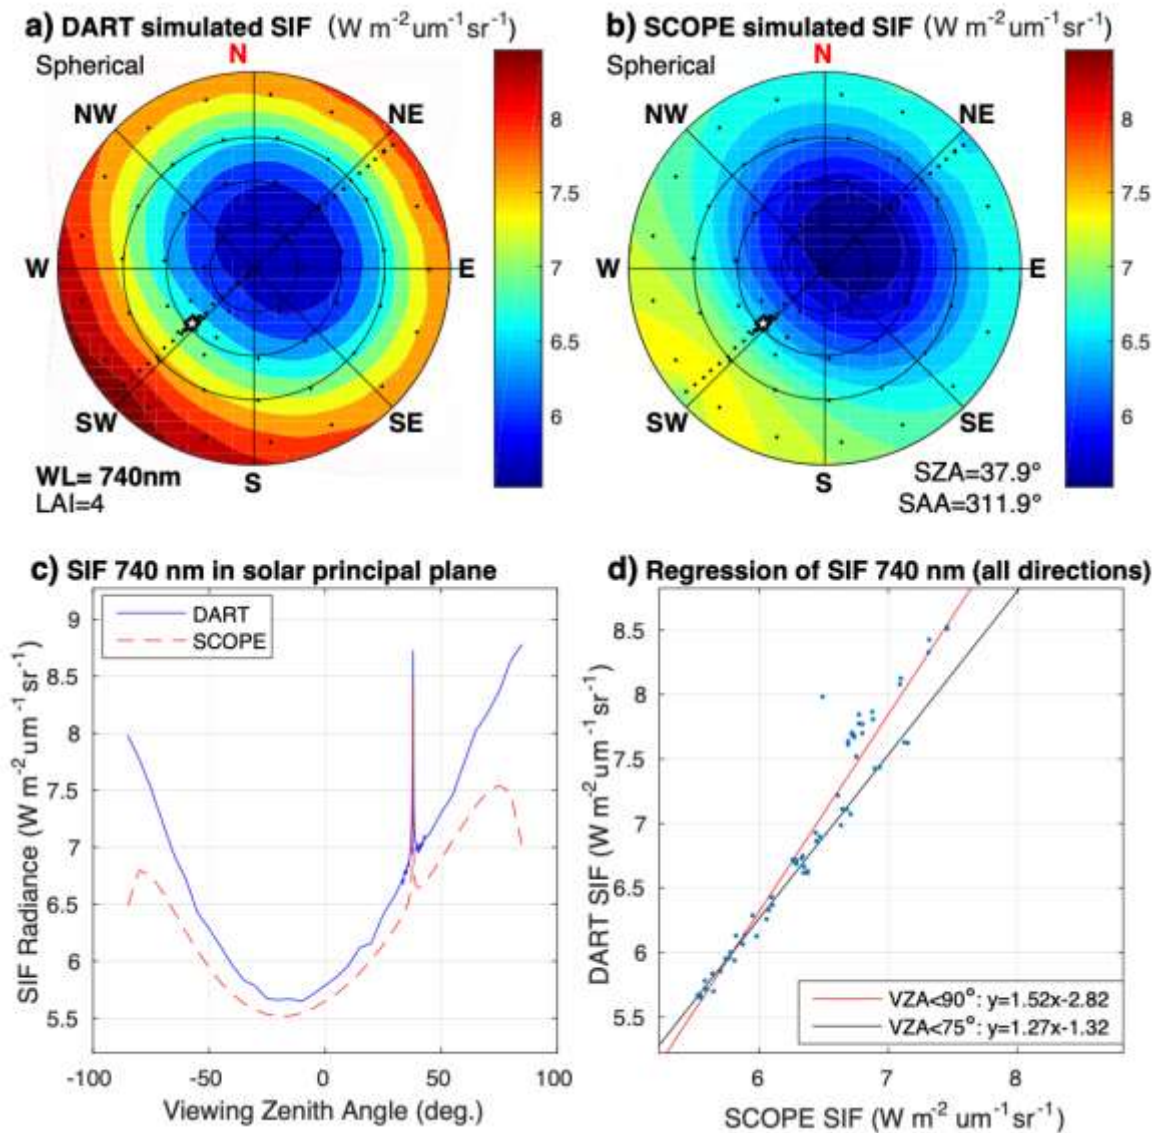 a) DART simulated SIF (W m-2um-1sr-1)
Spherical
N
NW
NE
W
E
SW
SE
S
WL= 740nm
LAI=4
8
7.5
7
6.5
6
b) SCOPE simulated SIF (W m-2um-1sr-1)
Spherical
N
NW
NE
W
E
SW
SE
S
SZA=37.9°
SAA=311.9°
8
7.5
7
6.5
6
c) SIF 740 nm in solar principal plane
DART
SCOPE
SIF Radiance (W m-2um-1sr-1)
9
8.5
8
7.5
7
6.5
6
5.5
-100 -50 0 50 100
Viewing Zenith Angle (deg.)
d) Regression of SIF 740 nm (all directions)
DART SIF (W m-2um-1sr-1)
8.5
8
7.5
7
6.5
6
5.5
VZA<90°: y=1.52x-2.82
VZA<75°: y=1.27x-1.32
6 7 8
SCOPE SIF (W m-2 um-1sr-1)